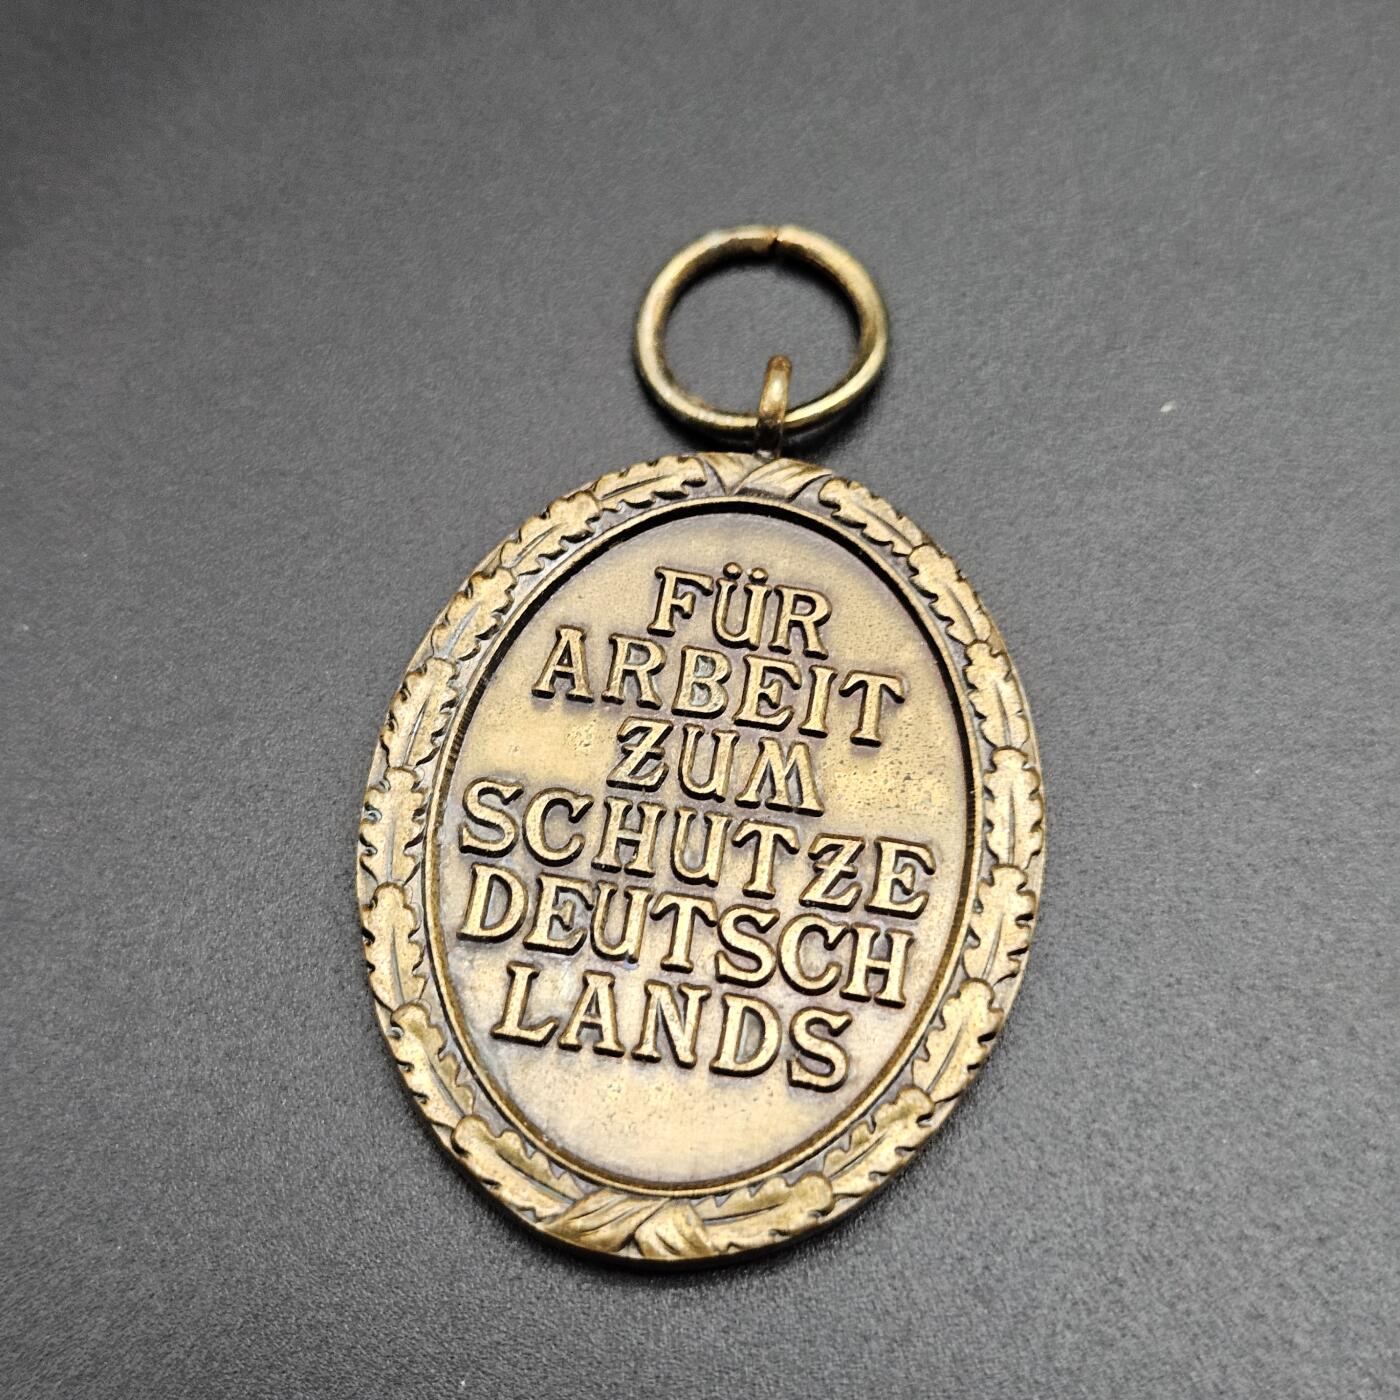 FÜR
ARBEIT
ZUM
SCHUTZE
DEUTSCH
LANDS